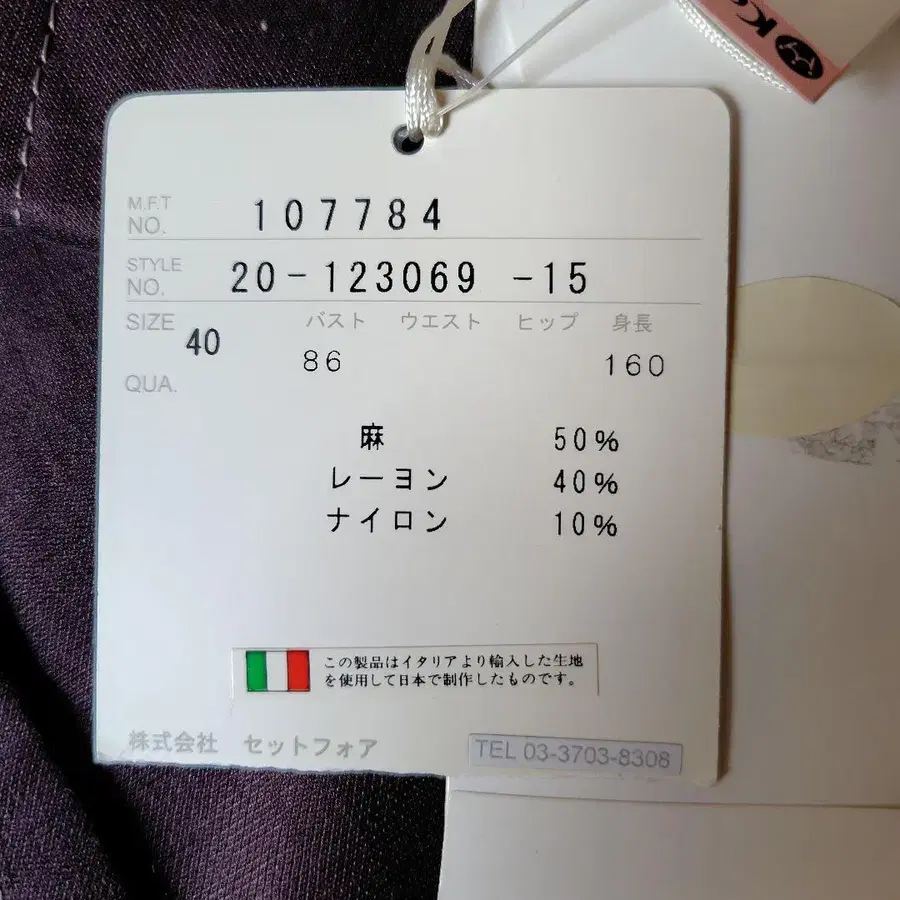 M.F.T
NO. 107784
STYLE
NO. 20-123069 -15
SIZE 40 バスト ウエスト ヒップ 身長
86 160
QUA.
麻 50%
レーヨン 40%
ナイロン 10%
この製品はイタリアより輸入した生地
を使用して日本で制作したものです。
株式会社 セットフォア TEL 03-3703-8308